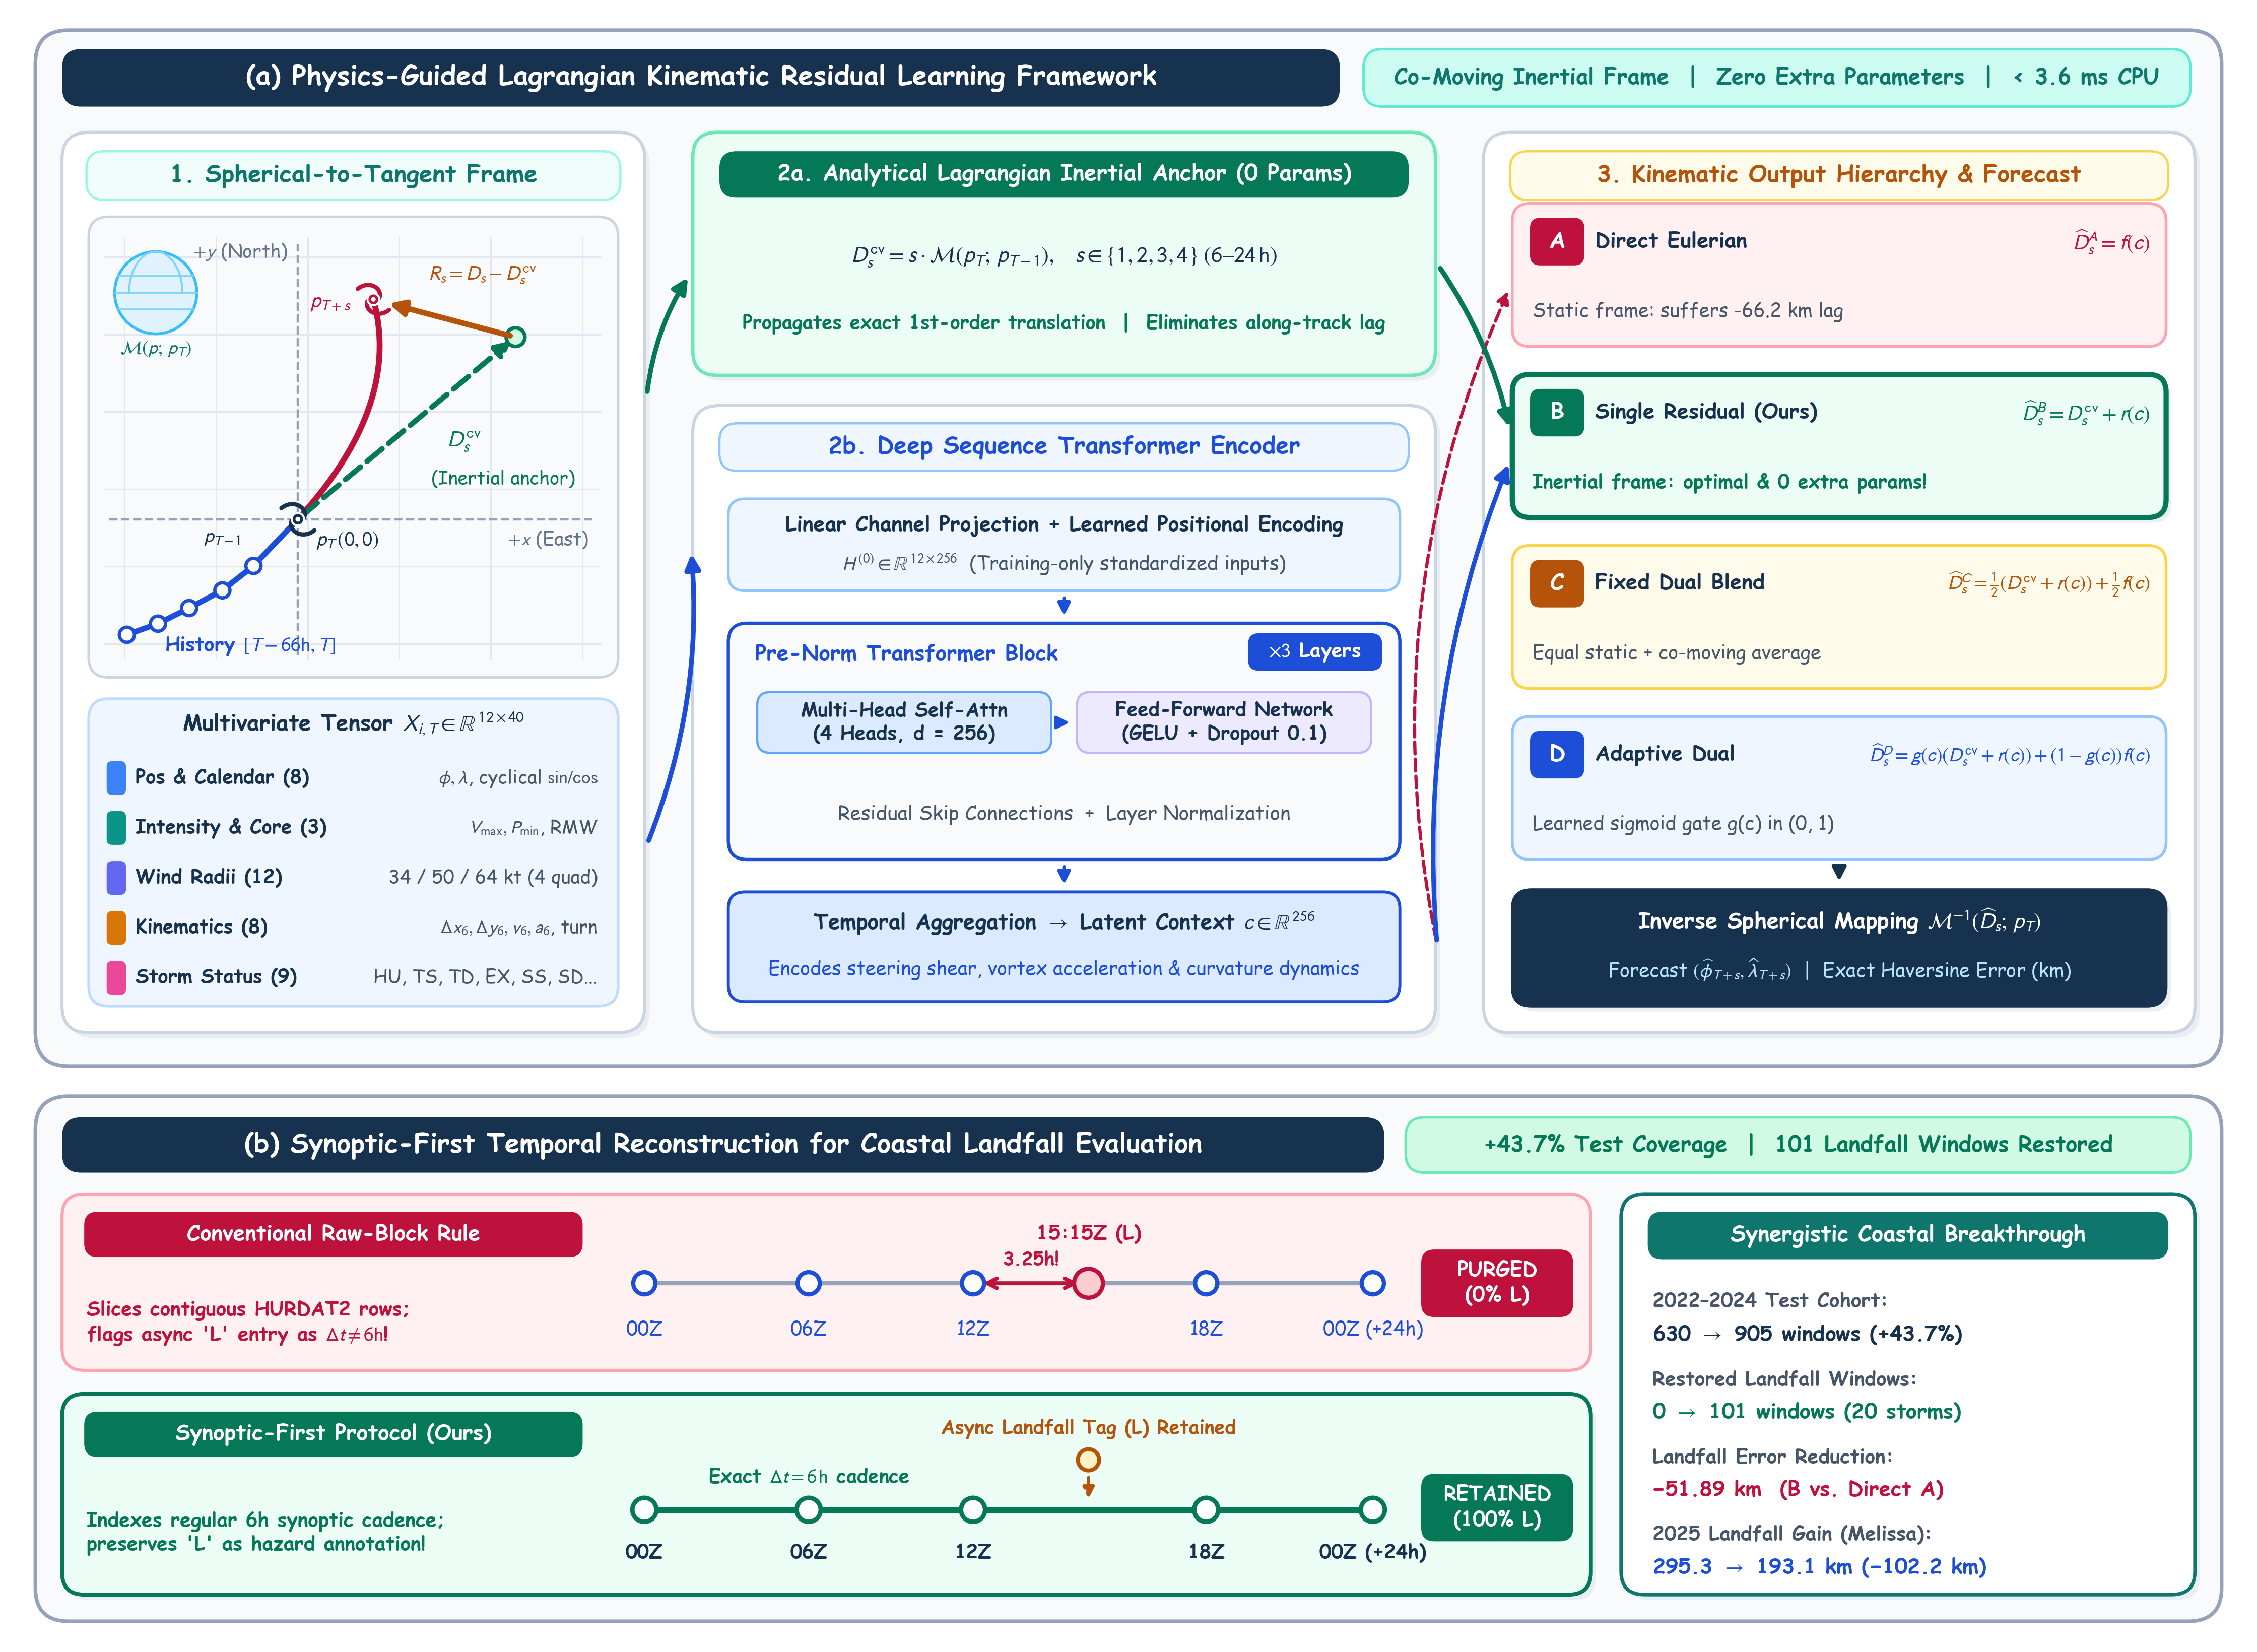 (a) Physics-Guided Lagrangian Kinematic Residual Learning Framework
Co-Moving Inertial Frame | Zero Extra Parameters | < 3.6 ms CPU
1. Spherical-to-Tangent Frame
+y (North)
R_s = D_s − D_s^cv
p_{T+s}
ℳ(p; p_T)
D_s^cv
(Inertial anchor)
p_{T−1}
p_T(0, 0)
+x (East)
History [T − 66h, T]
Multivariate Tensor X_{i,T} ∈ ℝ^{12×40}
Pos & Calendar (8) ϕ, λ, cyclical sin/cos
Intensity & Core (3) V_max, P_min, RMW
Wind Radii (12) 34 / 50 / 64 kt (4 quad)
Kinematics (8) Δx₆, Δy₆, v₆, a₆, turn
Storm Status (9) HU, TS, TD, EX, SS, SD...
2a. Analytical Lagrangian Inertial Anchor (0 Params)
D_s^cv = s · ℳ(p_T; p_{T−1}), s ∈ {1, 2, 3, 4} (6–24 h)
Propagates exact 1st-order translation | Eliminates along-track lag
2b. Deep Sequence Transformer Encoder
Linear Channel Projection + Learned Positional Encoding
H^(0) ∈ ℝ^{12×256} (Training-only standardized inputs)
Pre-Norm Transformer Block
×3 Layers
Multi-Head Self-Attn
(4 Heads, d = 256)
Feed-Forward Network
(GELU + Dropout 0.1)
Residual Skip Connections + Layer Normalization
Temporal Aggregation → Latent Context c ∈ ℝ^256
Encodes steering shear, vortex acceleration & curvature dynamics
3. Kinematic Output Hierarchy & Forecast
A Direct Eulerian D̂_s^A = f(c)
Static frame: suffers -66.2 km lag
B Single Residual (Ours) D̂_s^B = D_s^cv + r(c)
Inertial frame: optimal & 0 extra params!
C Fixed Dual Blend D̂_s^C = ½(D_s^cv + r(c)) + ½f(c)
Equal static + co-moving average
D Adaptive Dual D̂_s^D = g(c)(D_s^cv + r(c)) + (1 − g(c))f(c)
Learned sigmoid gate g(c) in (0, 1)
Inverse Spherical Mapping ℳ⁻¹(D̂_s; p_T)
Forecast (ϕ̂_{T+s}, λ̂_{T+s}) | Exact Haversine Error (km)
(b) Synoptic-First Temporal Reconstruction for Coastal Landfall Evaluation
+43.7% Test Coverage | 101 Landfall Windows Restored
Conventional Raw-Block Rule
Slices contiguous HURDAT2 rows;
flags async 'L' entry as Δt ≠ 6h!
15:15Z (L)
3.25h!
00Z 06Z 12Z 18Z 00Z (+24h)
PURGED
(0% L)
Synoptic-First Protocol (Ours)
Indexes regular 6h synoptic cadence;
preserves 'L' as hazard annotation!
Async Landfall Tag (L) Retained
Exact Δt = 6h cadence
00Z 06Z 12Z 18Z 00Z (+24h)
RETAINED
(100% L)
Synergistic Coastal Breakthrough
2022–2024 Test Cohort:
630 → 905 windows (+43.7%)
Restored Landfall Windows:
0 → 101 windows (20 storms)
Landfall Error Reduction:
−51.89 km (B vs. Direct A)
2025 Landfall Gain (Melissa):
295.3 → 193.1 km (−102.2 km)